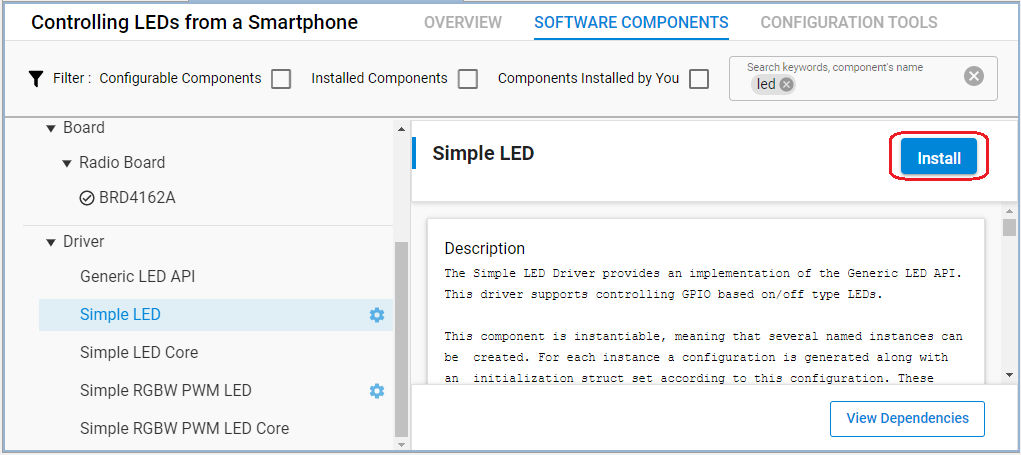 Controlling LEDs from a Smartphone
OVERVIEW
SOFTWARE COMPONENTS
CONFIGURATION TOOLS
Filter : Configurable Components
Installed Components
Components Installed by You
Search keywords, component's name
led
Board
Radio Board
BRD4162A
Driver
Generic LED API
Simple LED
Simple LED Core
Simple RGBW PWM LED
Simple RGBW PWM LED Core
Simple LED
Install
Description
The Simple LED Driver provides an implementation of the Generic LED API.
This driver supports controlling GPIO based on/off type LEDs.
This component is instantiable, meaning that several named instances can
be created. For each instance a configuration is generated along with
an initialization struct set according to this configuration. These
View Dependencies